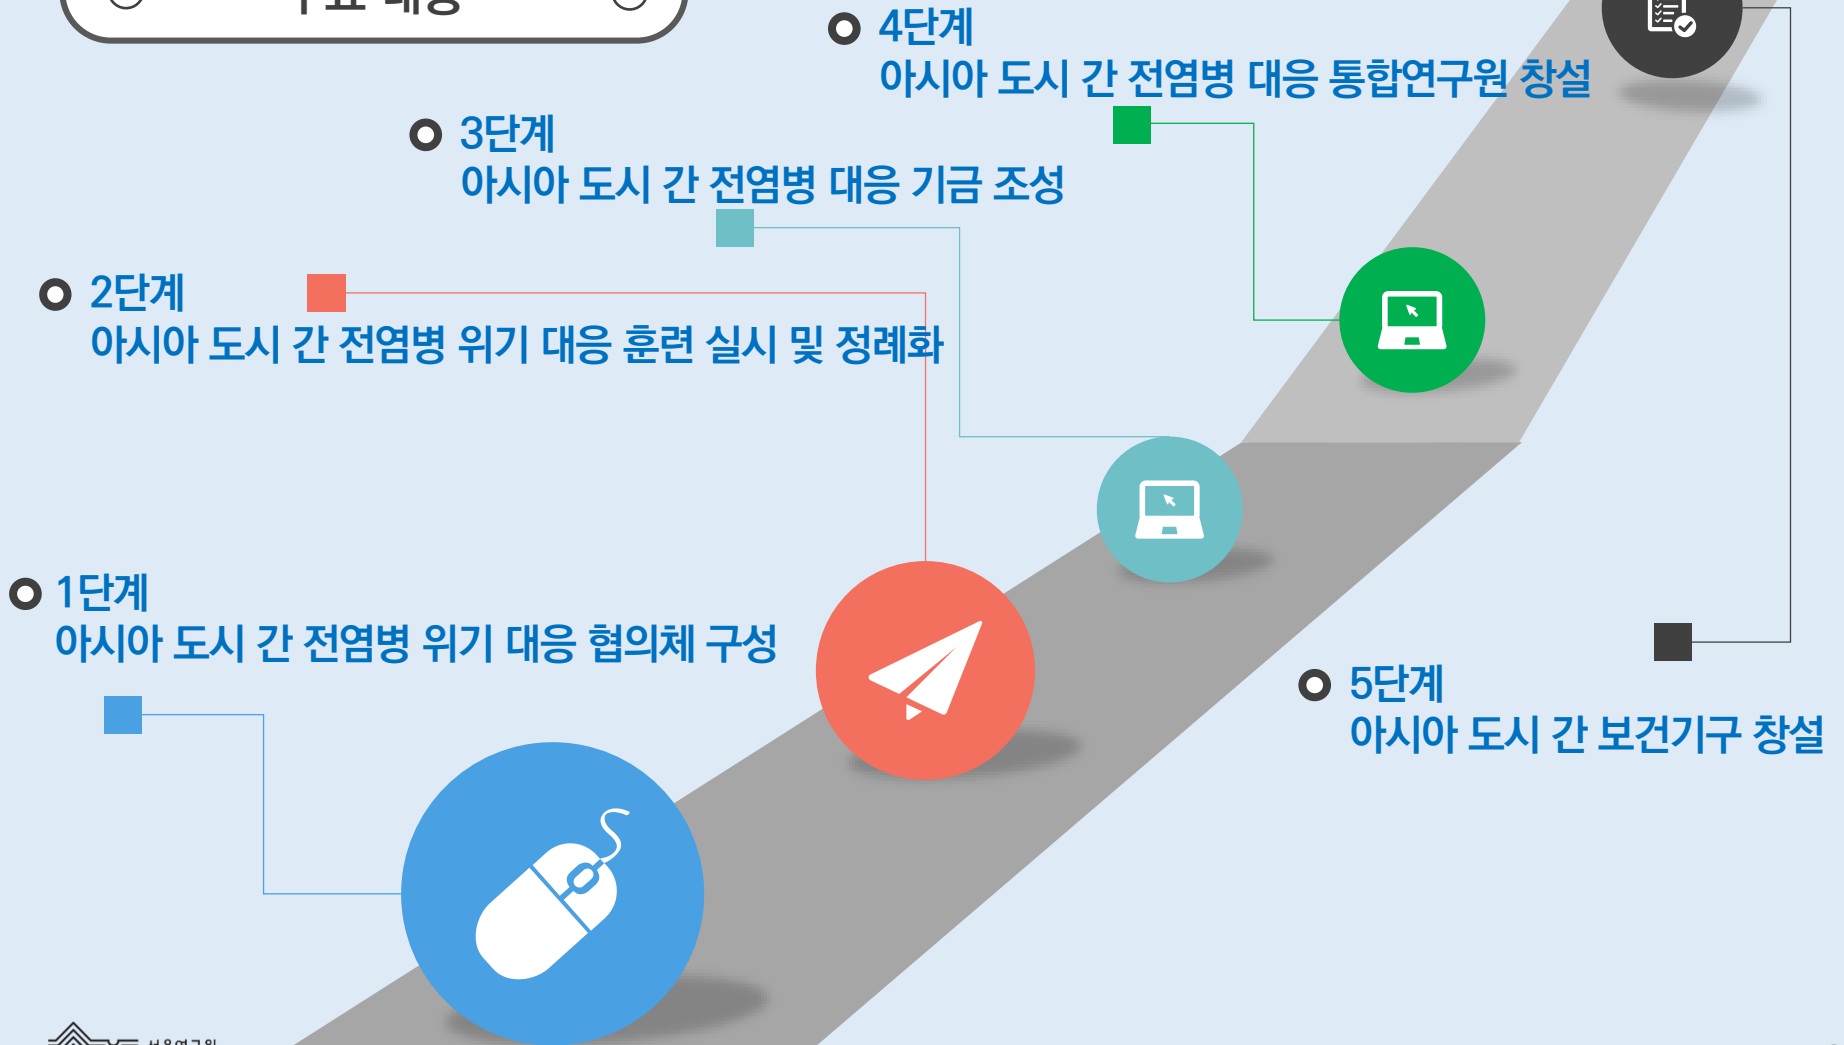 4단계
아시아 도시 간 전염병 대응 통합연구원 창설
3단계
아시아 도시 간 전염병 대응 기금 조성
2단계
아시아 도시 간 전염병 위기 대응 훈련 실시 및 정례화
1단계
아시아 도시 간 전염병 위기 대응 협의체 구성
5단계
아시아 도시 간 보건기구 창설